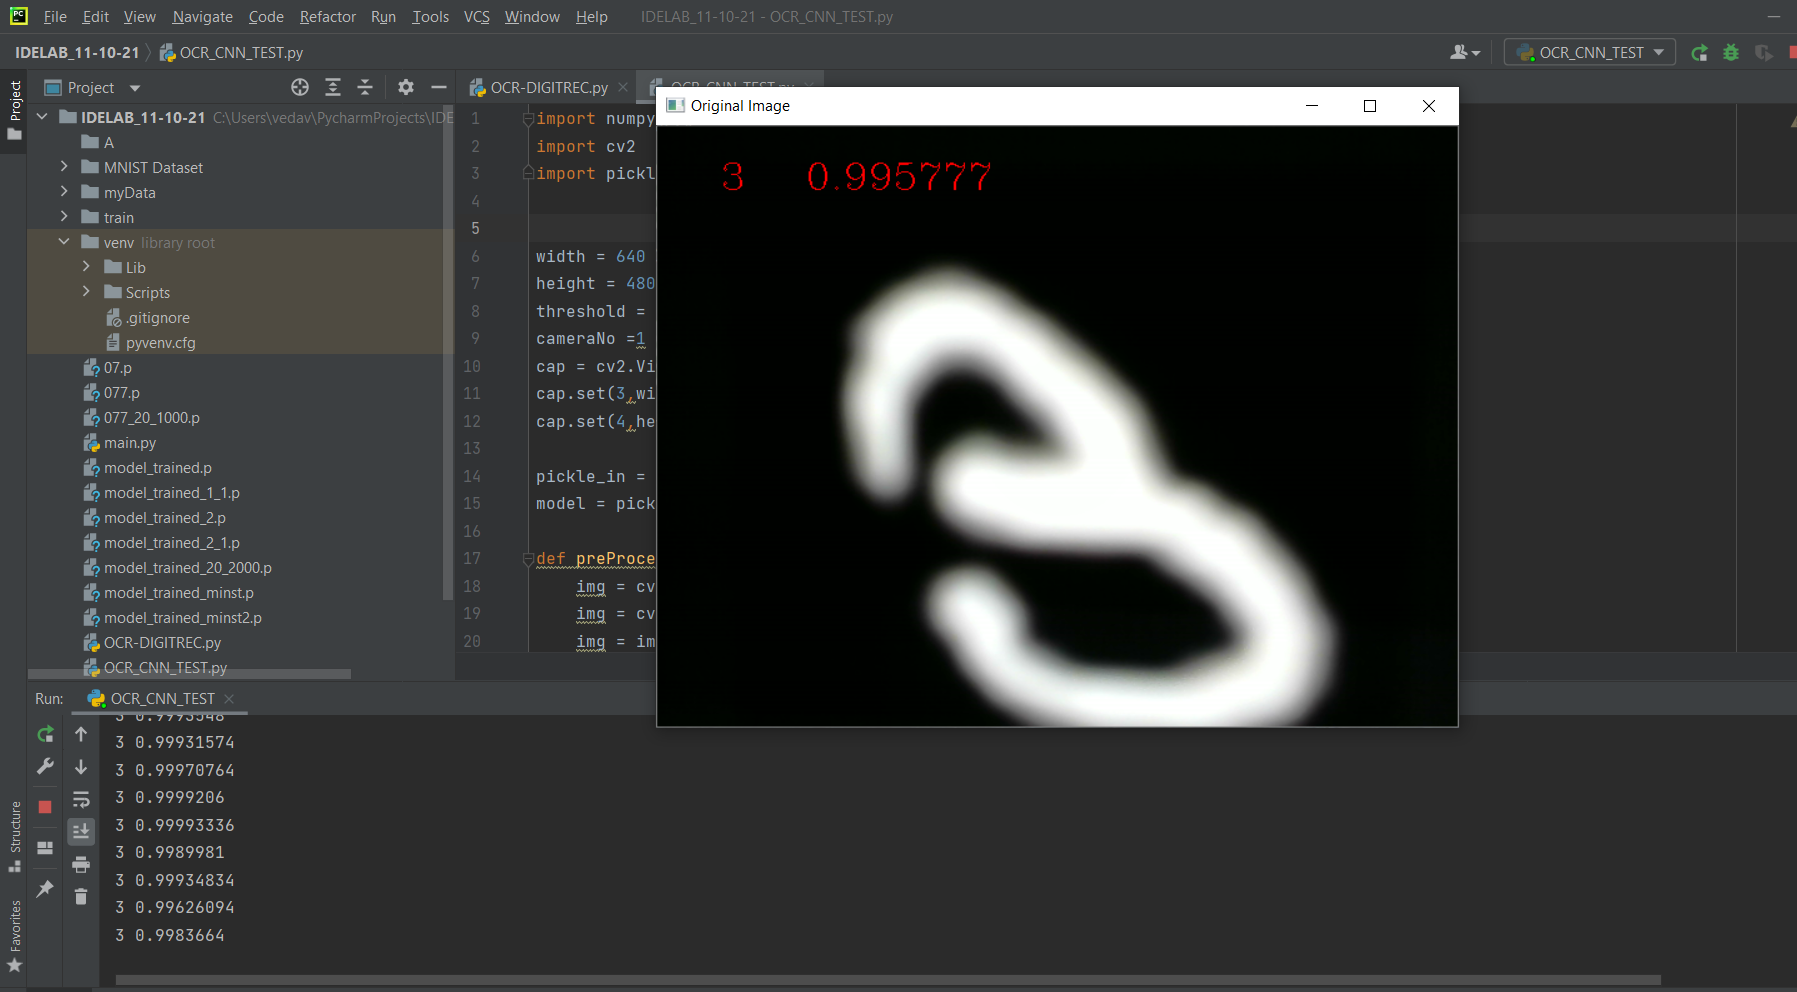 PC File Edit View Navigate Code Refactor Run Tools VCS Window Help IDELAB_11-10-21 - OCR_CNN_TEST.py
IDELAB_11-10-21 OCR_CNN_TEST.py OCR_CNN_TEST
Project
Project
OCR-DIGITREC.py
Original Image
IDELAB_11-10-21 C:\Users\vedav\PycharmProjects\IDE
A
MNIST Dataset
myData
train
venv library root
Lib
Scripts
.gitignore
pyvenv.cfg
07.p
077.p
077_20_1000.p
main.py
model_trained.p
model_trained_1_1.p
model_trained_2.p
model_trained_2_1.p
model_trained_20_2000.p
model_trained_minst.p
model_trained_minst2.p
OCR-DIGITREC.py
OCR_CNN_TEST.py
1 import numpy
2 import cv2
3 import pickl
4
5
6 width = 640
7 height = 480
8 threshold =
9 cameraNo =1
10 cap = cv2.Vi
11 cap.set(3,wi
12 cap.set(4,he
13
14 pickle_in =
15 model = pick
16
17 def preProce
18 img = cv
19 img = cv
20 img = im
3 0.995777
3
Run: OCR_CNN_TEST
3 0.99931574
3 0.99970764
3 0.9999206
3 0.99993336
3 0.9989981
3 0.99934834
3 0.99626094
3 0.9983664
Structure
Favorites